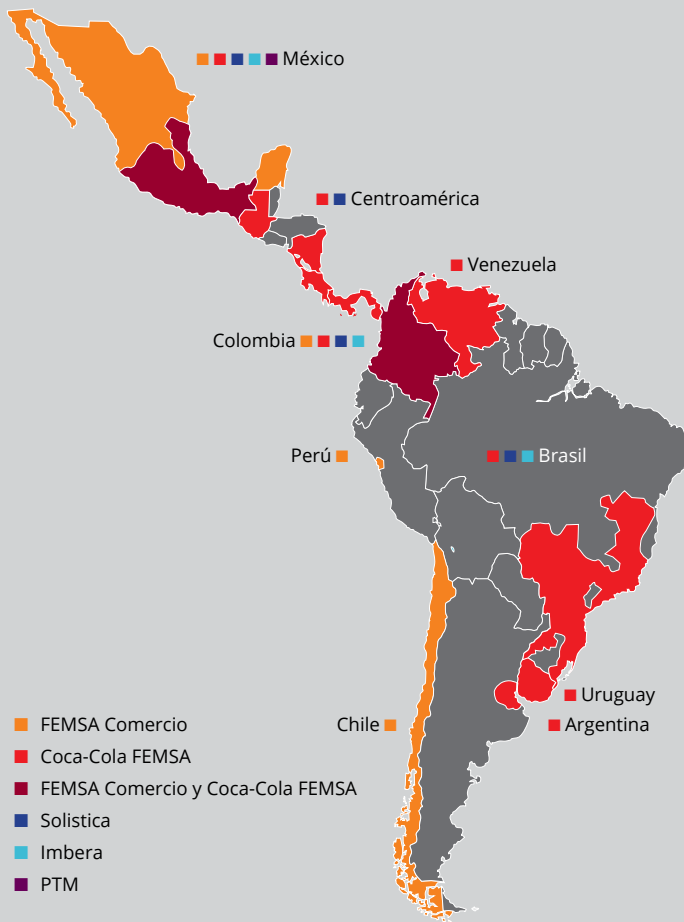 México
Centroamérica
Venezuela
Colombia
Perú
Brasil
Uruguay
Chile
Argentina
FEMSA Comercio
Coca-Cola FEMSA
FEMSA Comercio y Coca-Cola FEMSA
Solistica
Imbera
PTM